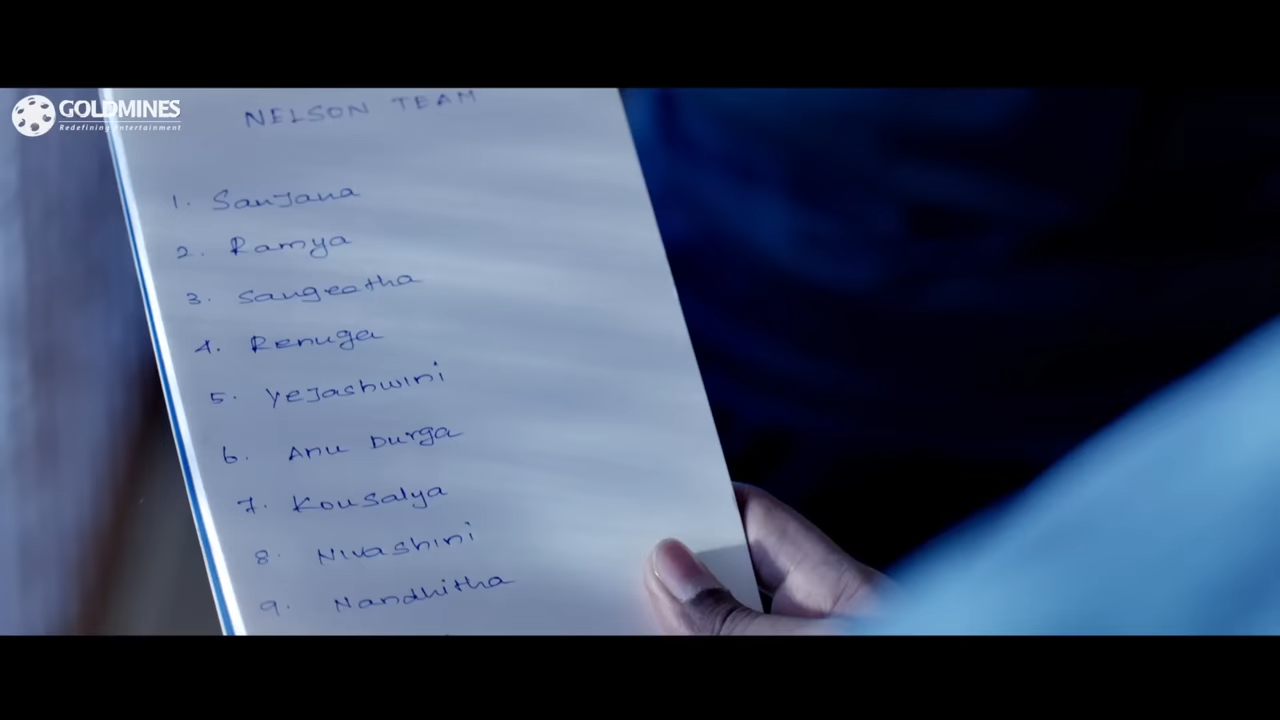 GOLDMINES
Redefining Entertainment
NELSON TEAM
1. Sanjana
2. Ramya
3. Sangeetha
4. Renuga
5. Yejashwini
6. Anu Durga
7. Kousalya
8. Nivashini
9. Nandhitha